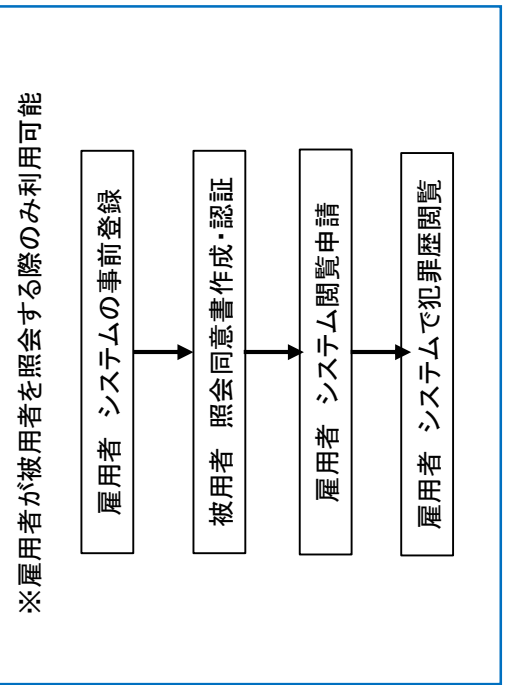 ※雇用者が被用者を照会する際のみ利用可能
雇用者 システムの事前登録
被用者 照会同意書作成・認証
雇用者 システム閲覧申請
雇用者 システムで犯罪歴閲覧